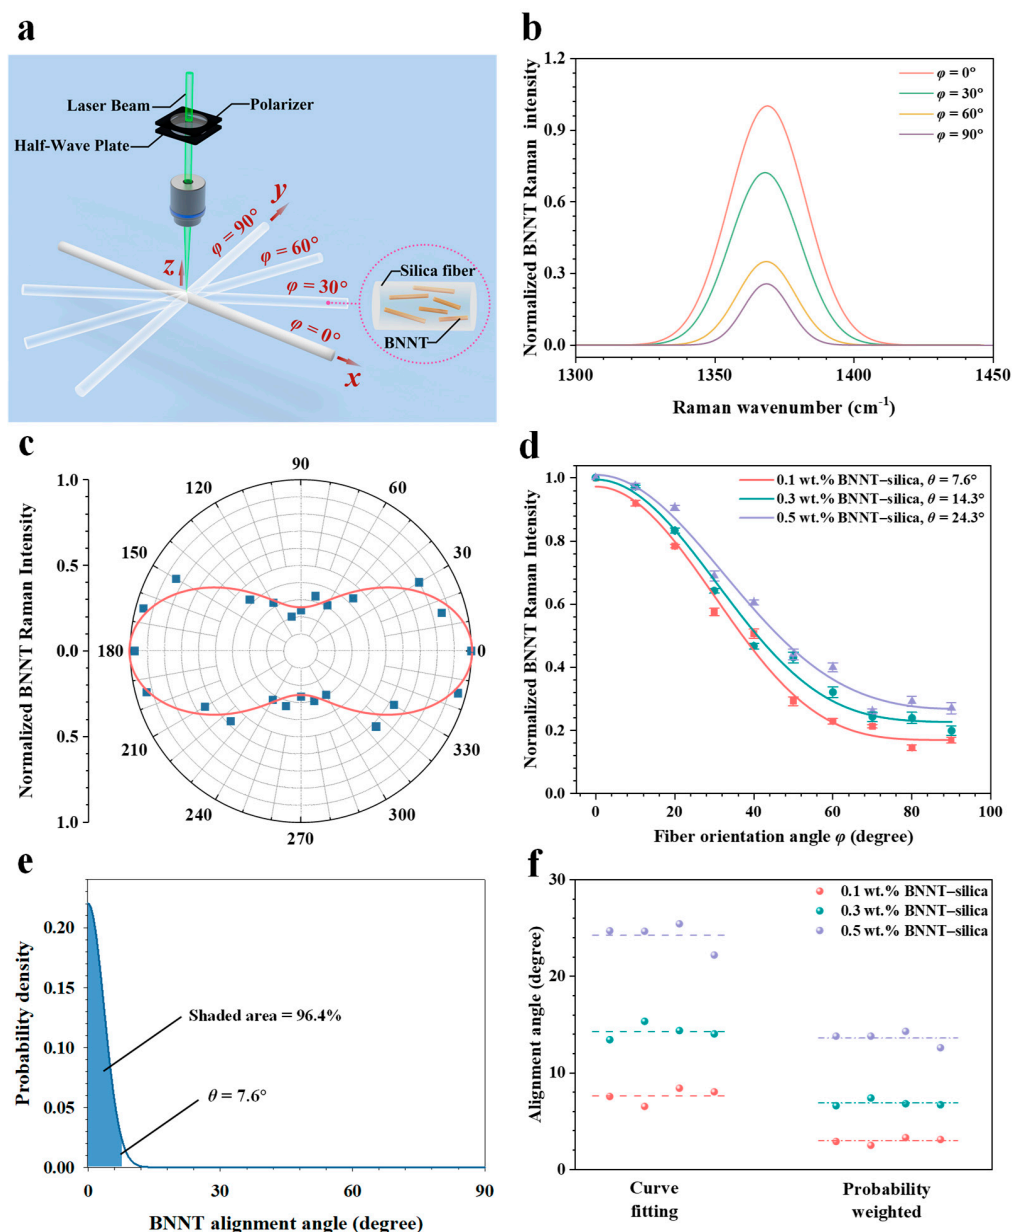 a
Laser Beam
Polarizer
Half-Wave Plate
y
φ = 90°
φ = 60°
z
φ = 30°
Silica fiber
φ = 0°
BNNT
x
b
Normalized BNNT Raman intensity
1.2
0.9
0.6
0.3
0.0
φ = 0°
φ = 30°
φ = 60°
φ = 90°
1300 1350 1400 1450
Raman wavenumber (cm-1)
c
Normalized BNNT Raman Intensity
1.0
0.5
0.0
0.5
1.0
90
120 60
150 30
180 0
210 330
240 300
270
d
Normalized BNNT Raman Intensity
1.0
0.8
0.6
0.4
0.2
0.0
0.1 wt.% BNNT–silica, θ = 7.6°
0.3 wt.% BNNT–silica, θ = 14.3°
0.5 wt.% BNNT–silica, θ = 24.3°
0 20 40 60 80 100
Fiber orientation angle φ (degree)
e
Probability density
0.20
0.15
0.10
0.05
0.00
Shaded area = 96.4%
θ = 7.6°
0 30 60 90
BNNT alignment angle (degree)
f
Alignment angle (degree)
30
20
10
0
0.1 wt.% BNNT–silica
0.3 wt.% BNNT–silica
0.5 wt.% BNNT–silica
Curve
fitting
Probability
weighted